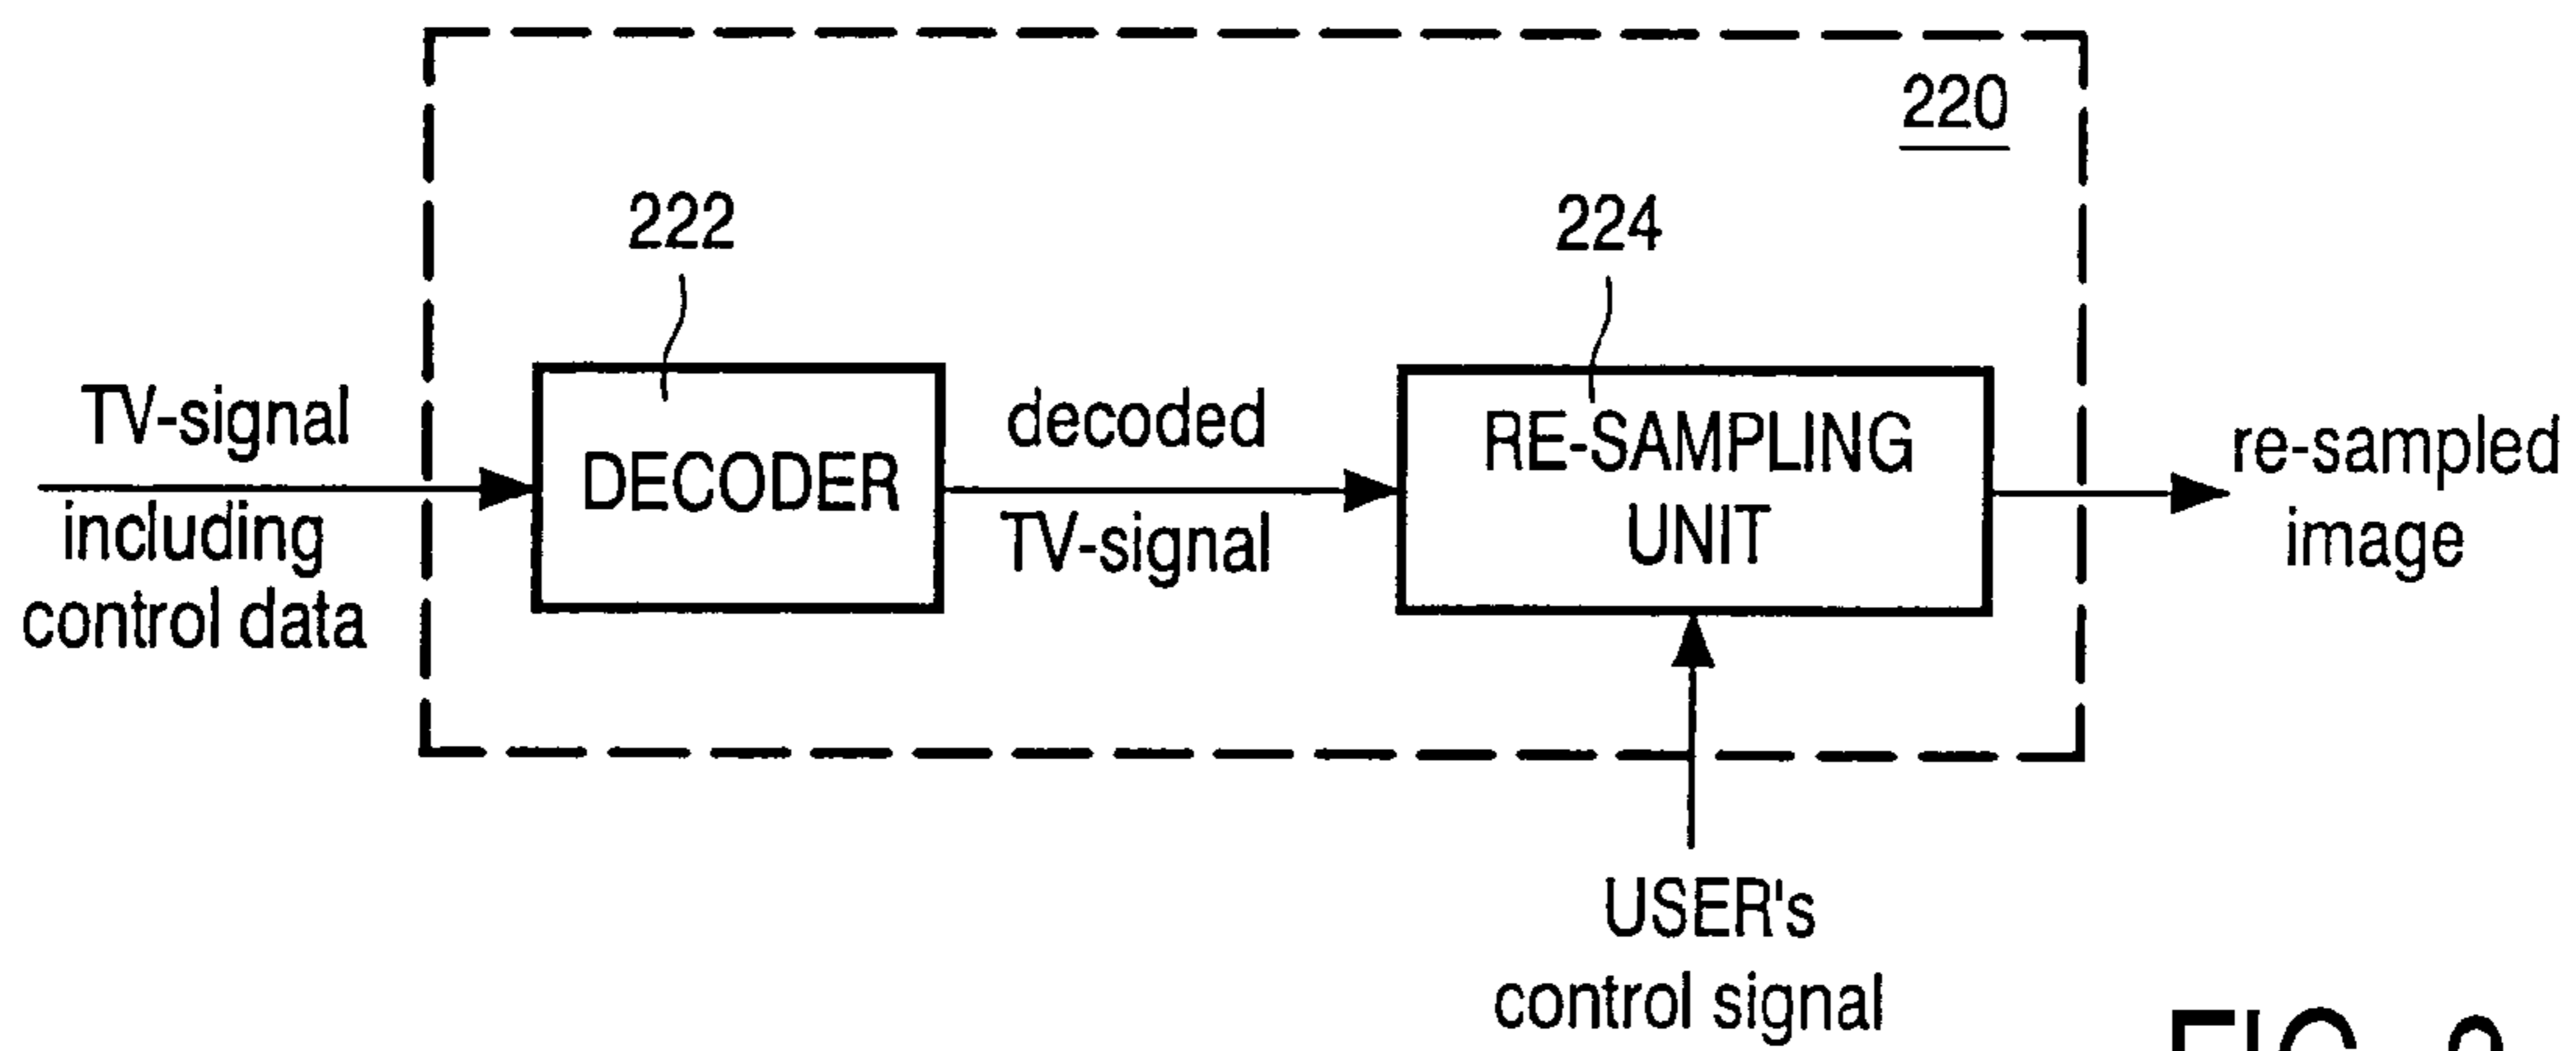 220
222
224
TV-signal
including
control data
DECODER
decoded
TV-signal
RE-SAMPLING
UNIT
re-sampled
image
USER's
control signal
FIG.